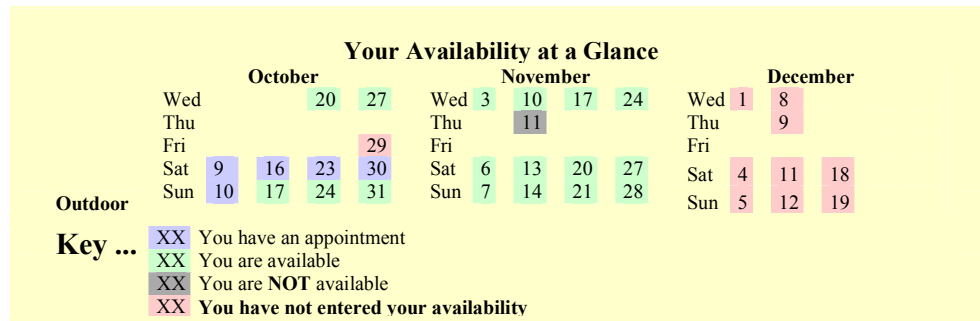 Your Availability at a Glance
October November December
Wed 20 27 Wed 3 10 17 24 Wed 1 8
Thu Thu 11 Thu 9
Fri 29 Fri Fri
Sat 9 16 23 30 Sat 6 13 20 27 Sat 4 11 18
Sun 10 17 24 31 Sun 7 14 21 28 Sun 5 12 19
Outdoor
Key ...
XX You have an appointment
XX You are available
XX You are NOT available
XX You have not entered your availability